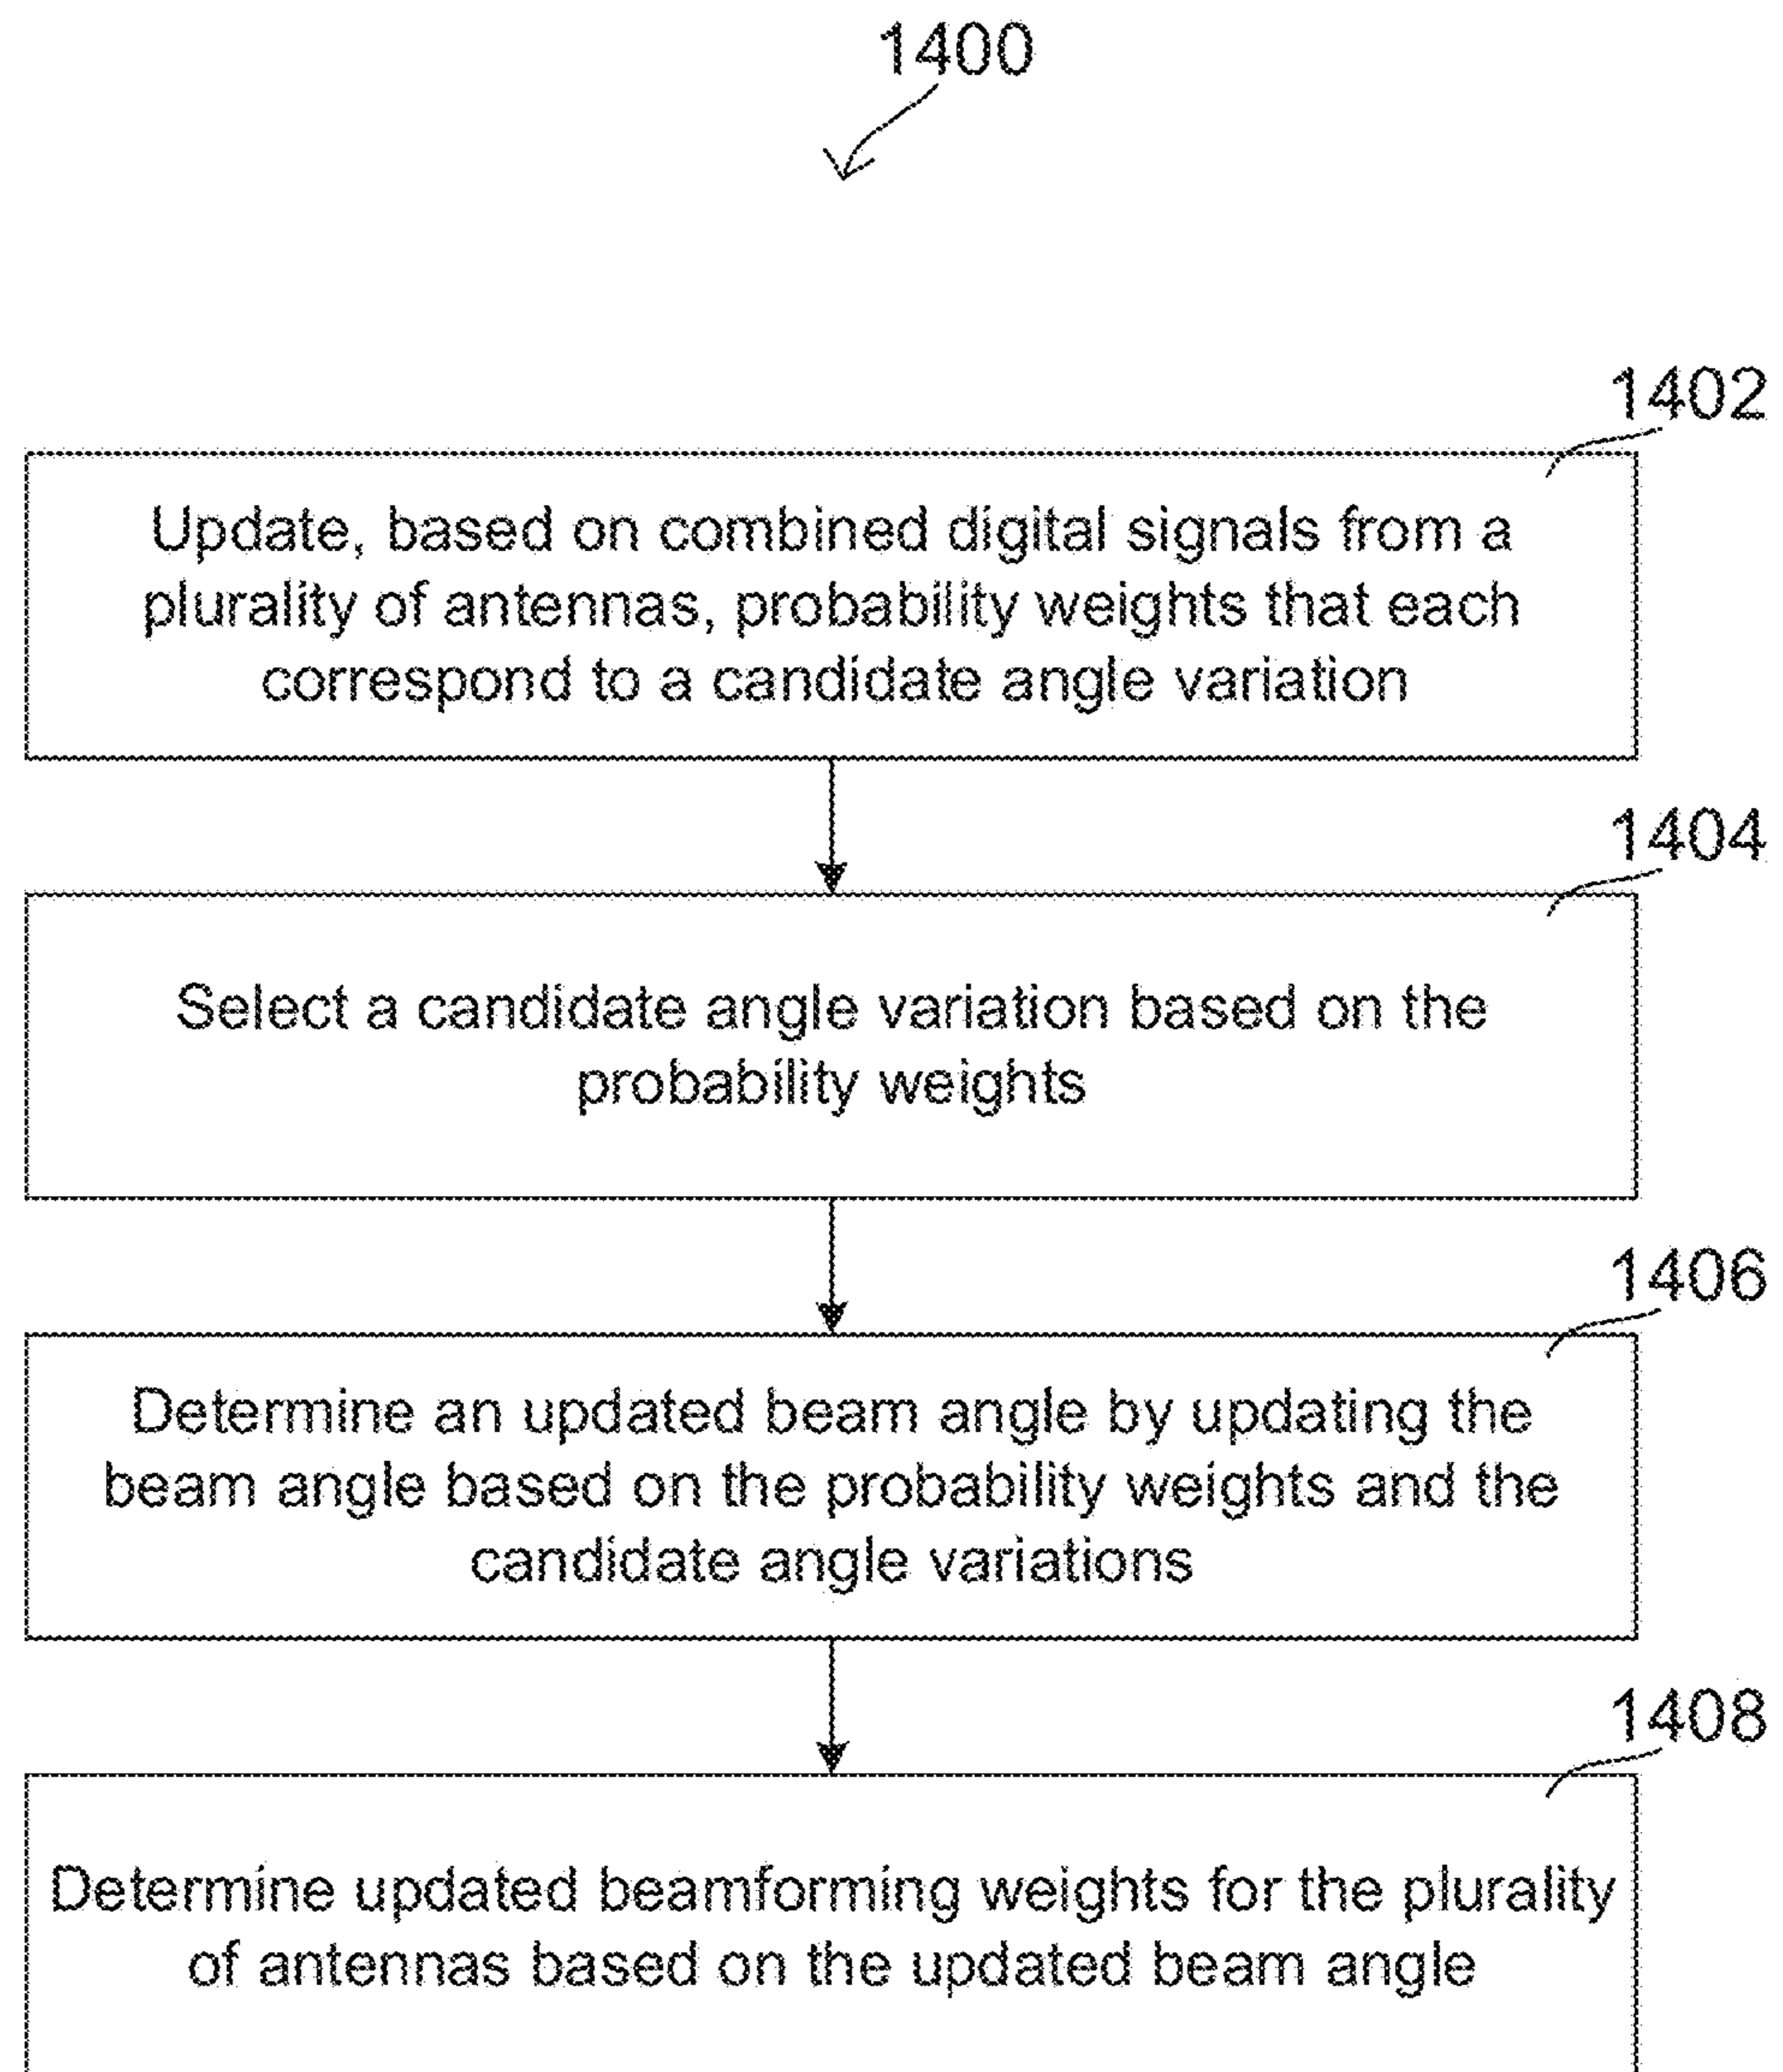 1400
1402
Update, based on combined digital signals from a
plurality of antennas, probability weights that each
correspond to a candidate angle variation
1404
Select a candidate angle variation based on the
probability weights
1406
Determine an updated beam angle by updating the
beam angle based on the probability weights and the
candidate angle variations
1408
Determine updated beamforming weights for the plurality
of antennas based on the updated beam angle